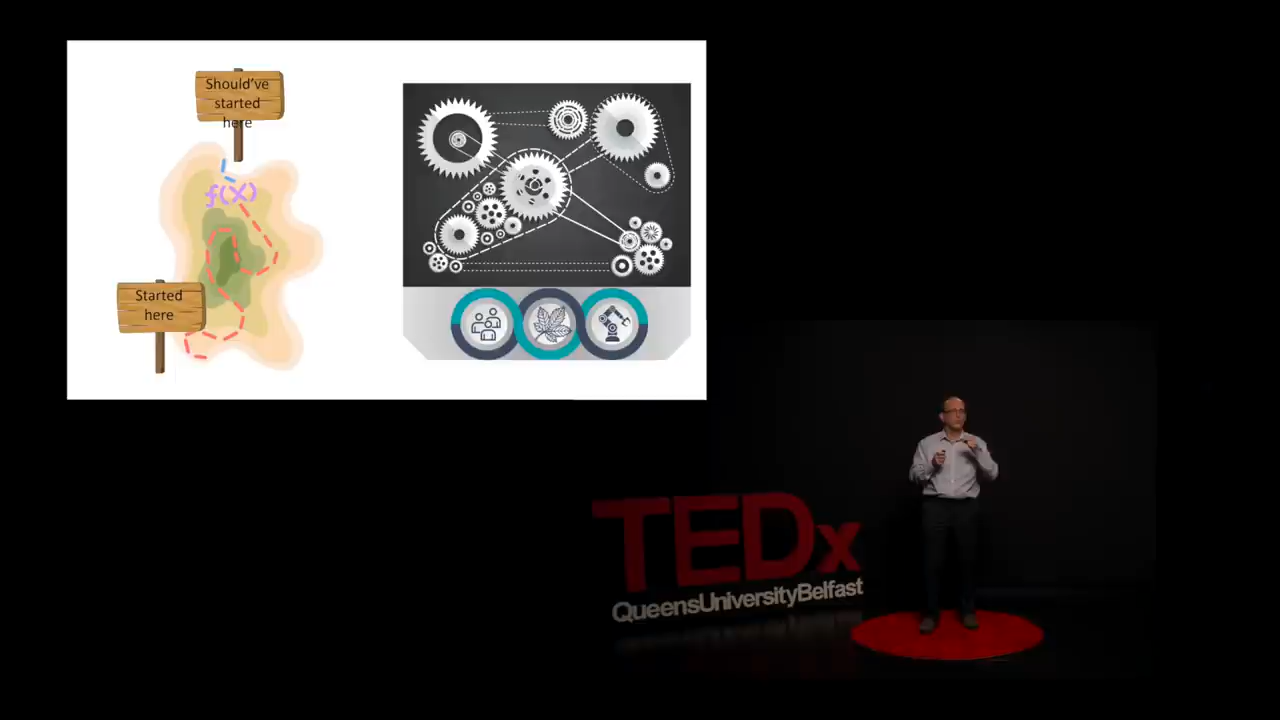 Should've
started
here
f(X)
Started
here
TEDx
QueensUniversityBelfast